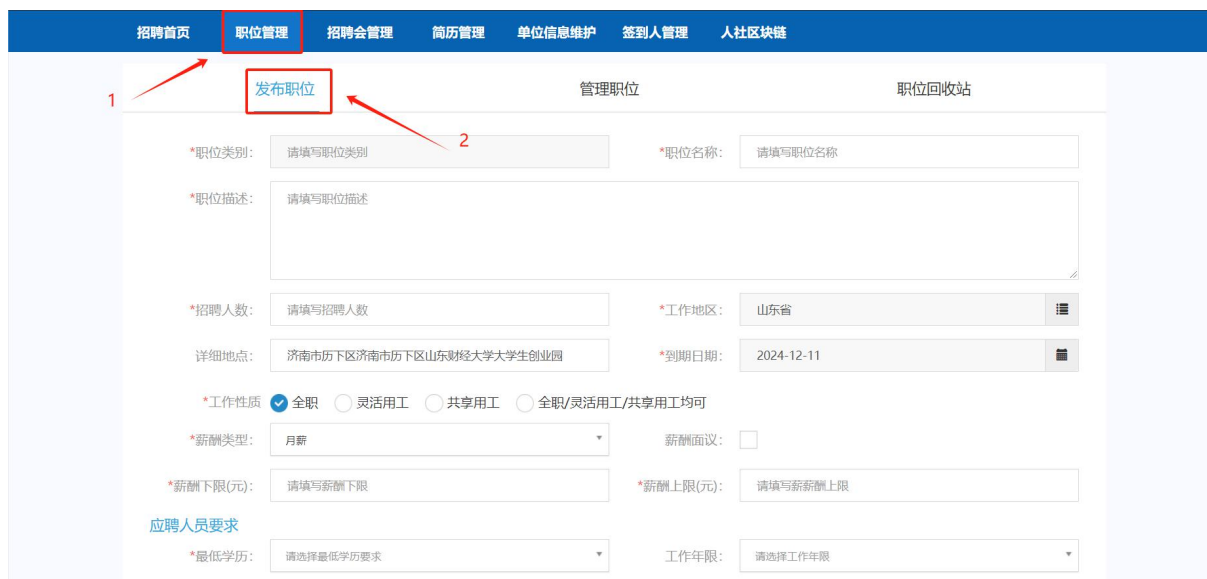 招聘首页 职位管理 招聘会管理 简历管理 单位信息维护 签到人管理 人社区块链
1 发布职位 管理职位 职位回收站
2
*职位类别： 请填写职位类别 *职位名称： 请填写职位名称
*职位描述： 请填写职位描述
*招聘人数： 请填写招聘人数 *工作地区： 山东省
详细地点： 济南市历下区济南市历下区山东财经大学大学生创业园 *到期日期： 2024-12-11
*工作性质 全职 灵活用工 共享用工 全职/灵活用工/共享用工均可
*薪酬类型： 月薪 薪酬面议：
*薪酬下限(元)： 请填写薪酬下限 *薪酬上限(元)： 请填写薪薪酬上限
应聘人员要求
*最低学历： 请选择最低学历要求 工作年限： 请选择工作年限